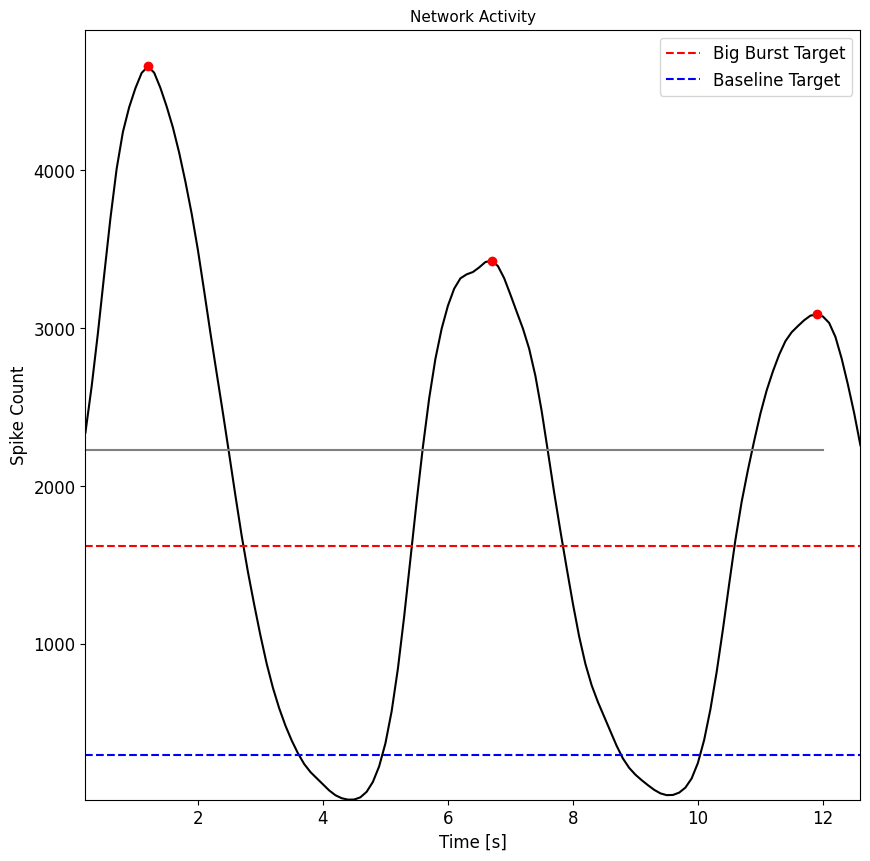 Network Activity
Big Burst Target
Baseline Target
Spike Count
4000
3000
2000
1000
2 4 6 8 10 12
Time [s]